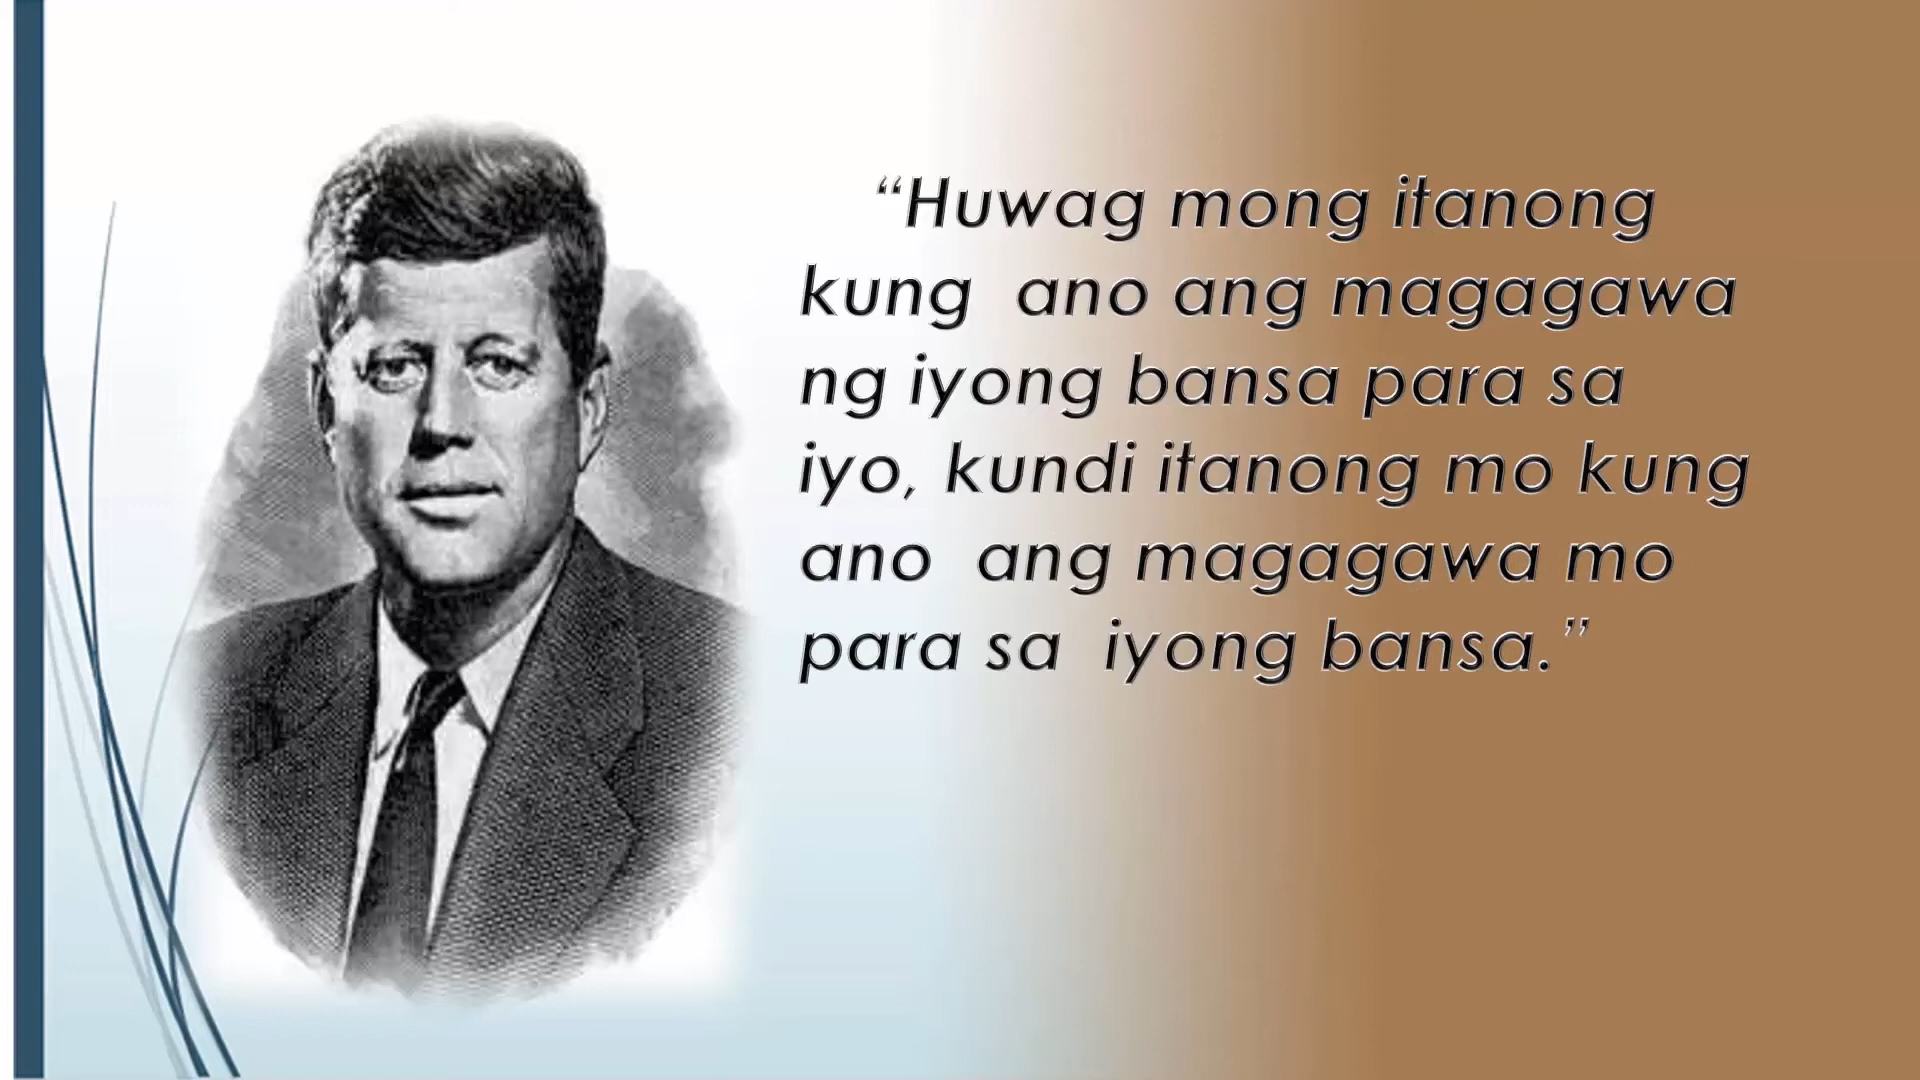 “Huwag mong itanong
kung ano ang magagawa
ng iyong bansa para sa
iyo, kundi itanong mo kung
ano ang magagawa mo
para sa iyong bansa.”